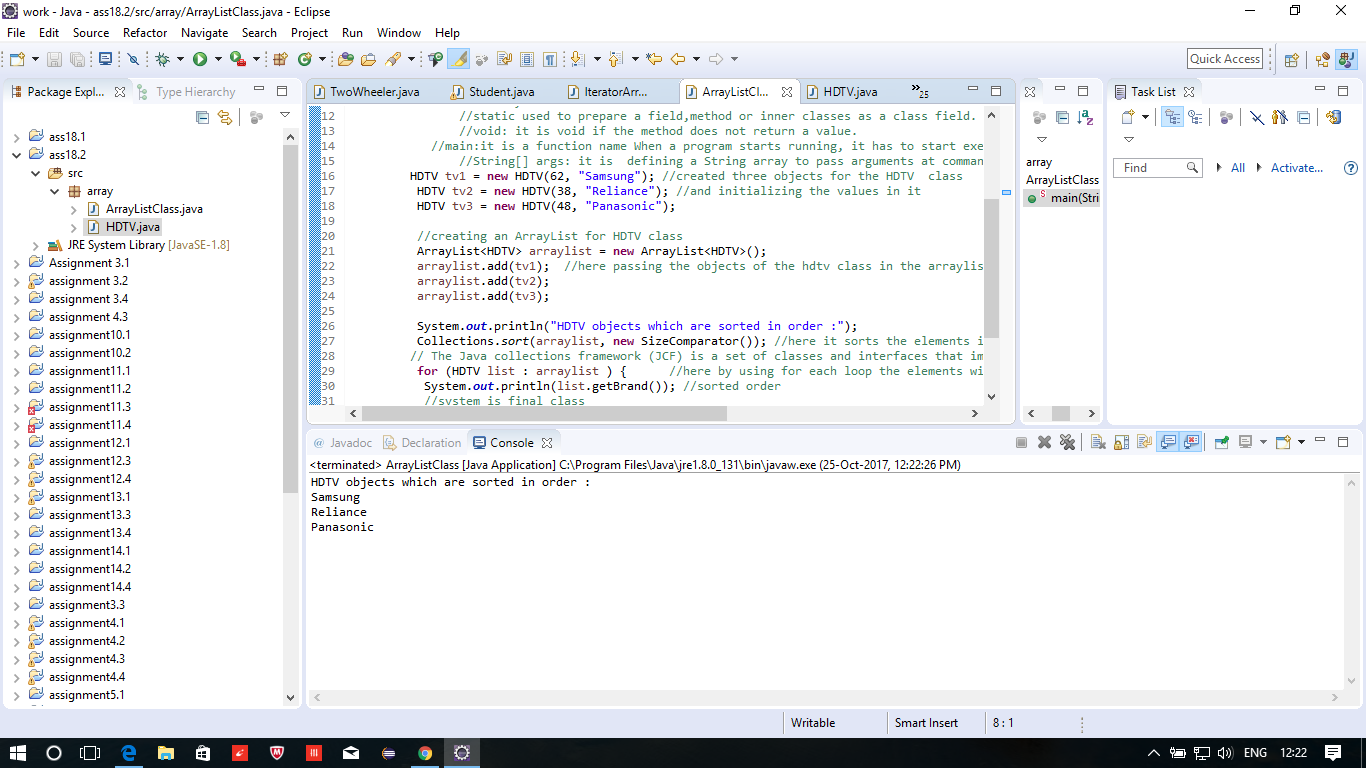 work - Java - ass18.2/src/array/ArrayListClass.java - Eclipse
File Edit Source Refactor Navigate Search Project Run Window Help
Quick Access
Package Expl... Type Hierarchy
ass18.1
ass18.2
src
array
ArrayListClass.java
HDTV.java
JRE System Library [JavaSE-1.8]
Assignment 3.1
assignment 3.2
assignment 3.4
assignment 4.3
assignment10.1
assignment10.2
assignment11.1
assignment11.2
assignment11.3
assignment11.4
assignment12.1
assignment12.3
assignment12.4
assignment13.1
assignment13.3
assignment13.4
assignment14.1
assignment14.2
assignment14.4
assignment3.3
assignment4.1
assignment4.2
assignment4.3
assignment4.4
assignment5.1
TwoWheeler.java Student.java IteratorArr... ArrayListCl... HDTV.java »25
12 //static used to prepare a field,method or inner classes as a class field.
13 //void: it is void if the method does not return a value.
14 //main:it is a function name When a program starts running, it has to start exe
15 //String[] args: it is  defining a String array to pass arguments at comman
16 HDTV tv1 = new HDTV(62, "Samsung"); //created three objects for the HDTV  class
17 HDTV tv2 = new HDTV(38, "Reliance"); //and initializing the values in it
18 HDTV tv3 = new HDTV(48, "Panasonic");
19
20 //creating an ArrayList for HDTV class
21 ArrayList<HDTV> arraylist = new ArrayList<HDTV>();
22 arraylist.add(tv1);  //here passing the objects of the hdtv class in the arraylis
23 arraylist.add(tv2);
24 arraylist.add(tv3);
25
26 System.out.println("HDTV objects which are sorted in order :");
27 Collections.sort(arraylist, new SizeComparator()); //here it sorts the elements i
28 // The Java collections framework (JCF) is a set of classes and interfaces that im
29 for (HDTV list : arraylist ) {      //here by using for each loop the elements wi
30 System.out.println(list.getBrand()); //sorted order
31 //system is final class
array
ArrayListClass
S main(Stri
Task List
Find All Activate...
@ Javadoc Declaration Console
<terminated> ArrayListClass [Java Application] C:\Program Files\Java\jre1.8.0_131\bin\javaw.exe (25-Oct-2017, 12:22:26 PM)
HDTV objects which are sorted in order :
Samsung
Reliance
Panasonic
Writable Smart Insert 8 : 1
ENG 12:22